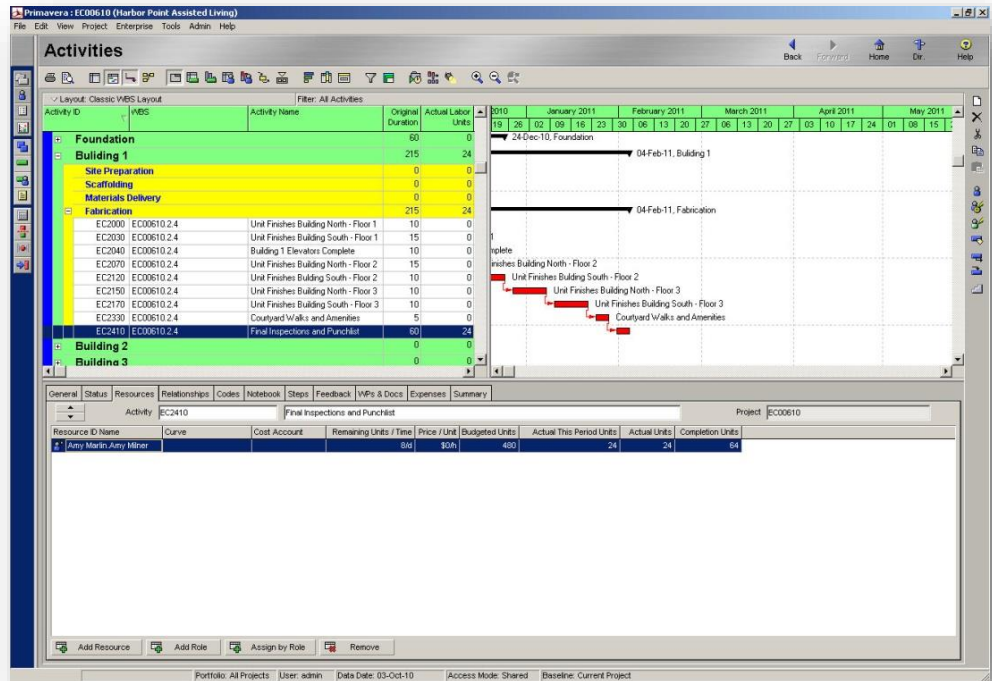 Primavera : EC00610 (Harbor Point Assisted Living)
File Edit View Project Enterprise Tools Admin Help
Activities
Back Forward Home Dir. Help
Layout: Classic WBS Layout Filter: All Activities
Activity ID WBS Activity Name Original Duration Actual Labor Units 2010 January 2011 February 2011 March 2011 April 2011 May 2011
19 26 02 09 16 23 30 06 13 20 27 06 13 20 27 03 10 17 24 01 08 15
Foundation 60 0 24-Dec-10, Foundation
Building 1 215 24 04-Feb-11, Building 1
Site Preparation 0 0
Scaffolding 0 0
Materials Delivery 0 0
Fabrication 215 24 04-Feb-11, Fabrication
EC2000 EC00610.2.4 Unit Finishes Building North - Floor 1 10 0
EC2030 EC00610.2.4 Unit Finishes Building South - Floor 1 15 0 1
EC2040 EC00610.2.4 Building 1 Elevators Complete 10 0 mplete
EC2070 EC00610.2.4 Unit Finishes Building North - Floor 2 15 0 inishes Building North - Floor 2
EC2120 EC00610.2.4 Unit Finishes Building South - Floor 2 10 0 Unit Finishes Building South - Floor 2
EC2150 EC00610.2.4 Unit Finishes Building North - Floor 3 10 0 Unit Finishes Building North - Floor 3
EC2170 EC00610.2.4 Unit Finishes Building South - Floor 3 10 0 Unit Finishes Building South - Floor 3
EC2330 EC00610.2.4 Courtyard Walks and Amenities 5 0 Courtyard Walks and Amenities
EC2410 EC00610.2.4 Final Inspections and Punchlist 60 24
Building 2 0 0
Building 3 0 0
General Status Resources Relationships Codes Notebook Steps Feedback WPs & Docs Expenses Summary
Activity EC2410 Final Inspections and Punchlist Project EC00610
Resource ID Name Curve Cost Account Remaining Units / Time Price / Unit Budgeted Units Actual This Period Units Actual Units Completion Units
Amy Marlin.Amy Miner 8/d $0/h 480 24 24 64
Add Resource Add Role Assign by Role Remove
Portfolio: All Projects User: admin Data Date: 03-Oct-10 Access Mode: Shared Baseline: Current Project